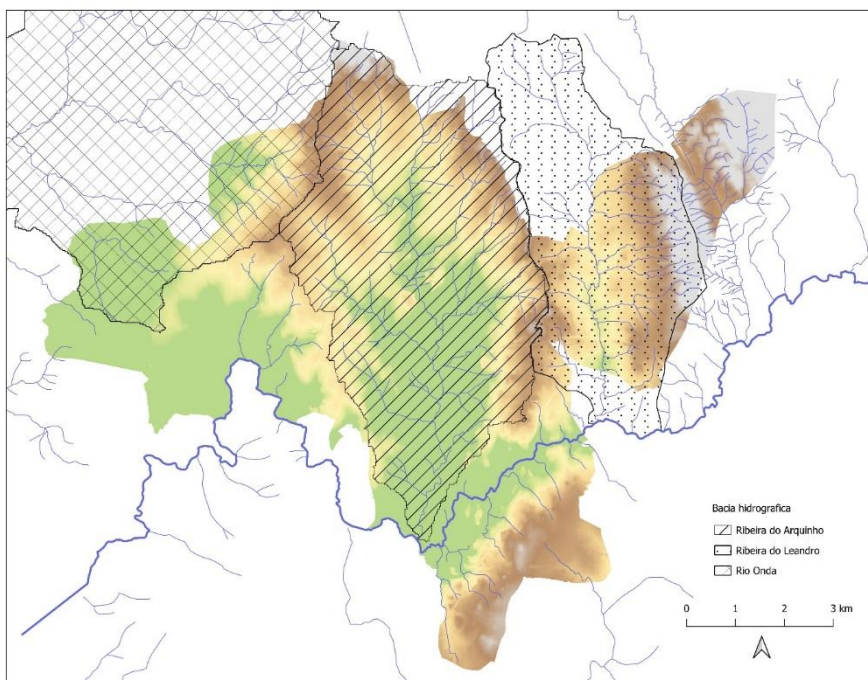 Bacia hidrografica
Ribeira do Arquinho
Ribeira do Leandro
Rio Onda
0 1 2 3 km